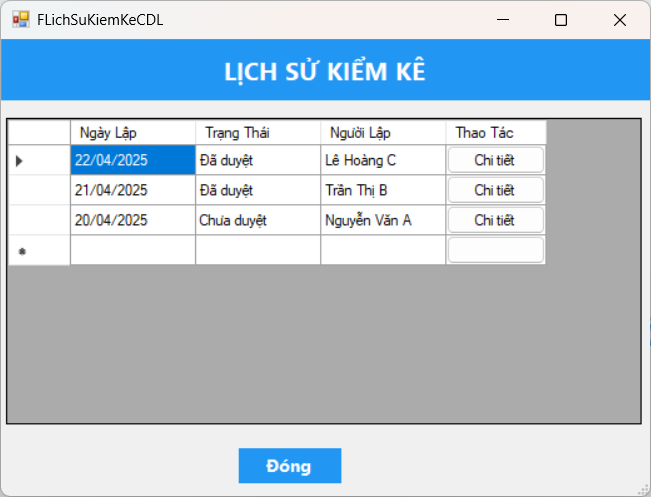 FLichSuKiemKeCDL
LỊCH SỬ KIỂM KÊ
Ngày Lập Trạng Thái Người Lập Thao Tác
22/04/2025 Đã duyệt Lê Hoàng C Chi tiết
21/04/2025 Đã duyệt Trần Thị B Chi tiết
20/04/2025 Chưa duyệt Nguyễn Văn A Chi tiết
Đóng